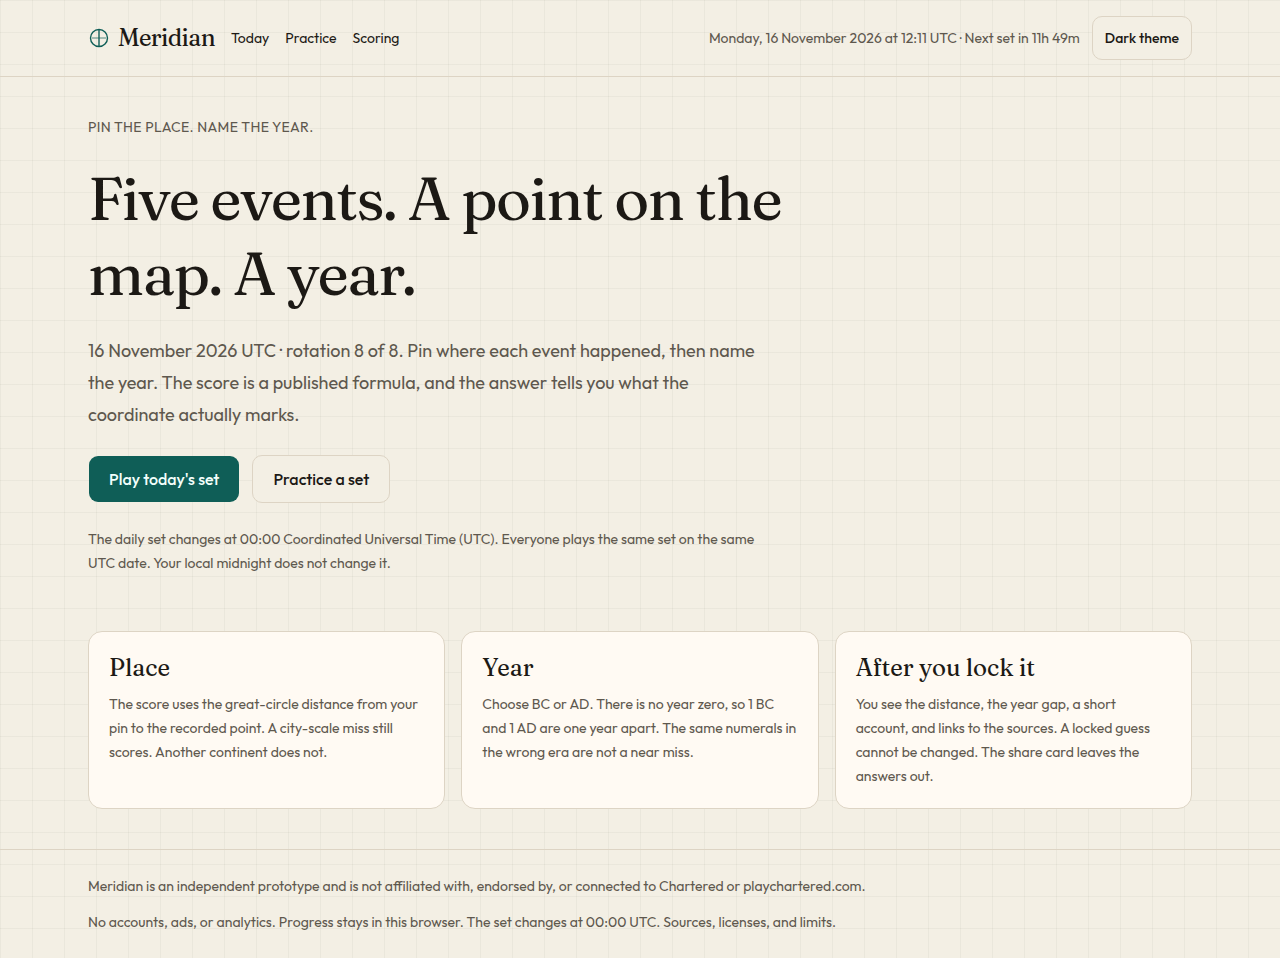 Meridian Today Practice Scoring Monday, 16 November 2026 at 12:11 UTC · Next set in 11h 49m Dark theme
PIN THE PLACE. NAME THE YEAR.
Five events. A point on the
map. A year.
16 November 2026 UTC · rotation 8 of 8. Pin where each event happened, then name
the year. The score is a published formula, and the answer tells you what the
coordinate actually marks.
Play today's set Practice a set
The daily set changes at 00:00 Coordinated Universal Time (UTC). Everyone plays the same set on the same
UTC date. Your local midnight does not change it.
Place
The score uses the great-circle distance from your
pin to the recorded point. A city-scale miss still
scores. Another continent does not.
Year
Choose BC or AD. There is no year zero, so 1 BC
and 1 AD are one year apart. The same numerals in
the wrong era are not a near miss.
After you lock it
You see the distance, the year gap, a short
account, and links to the sources. A locked guess
cannot be changed. The share card leaves the
answers out.
Meridian is an independent prototype and is not affiliated with, endorsed by, or connected to Chartered or playchartered.com.
No accounts, ads, or analytics. Progress stays in this browser. The set changes at 00:00 UTC. Sources, licenses, and limits.